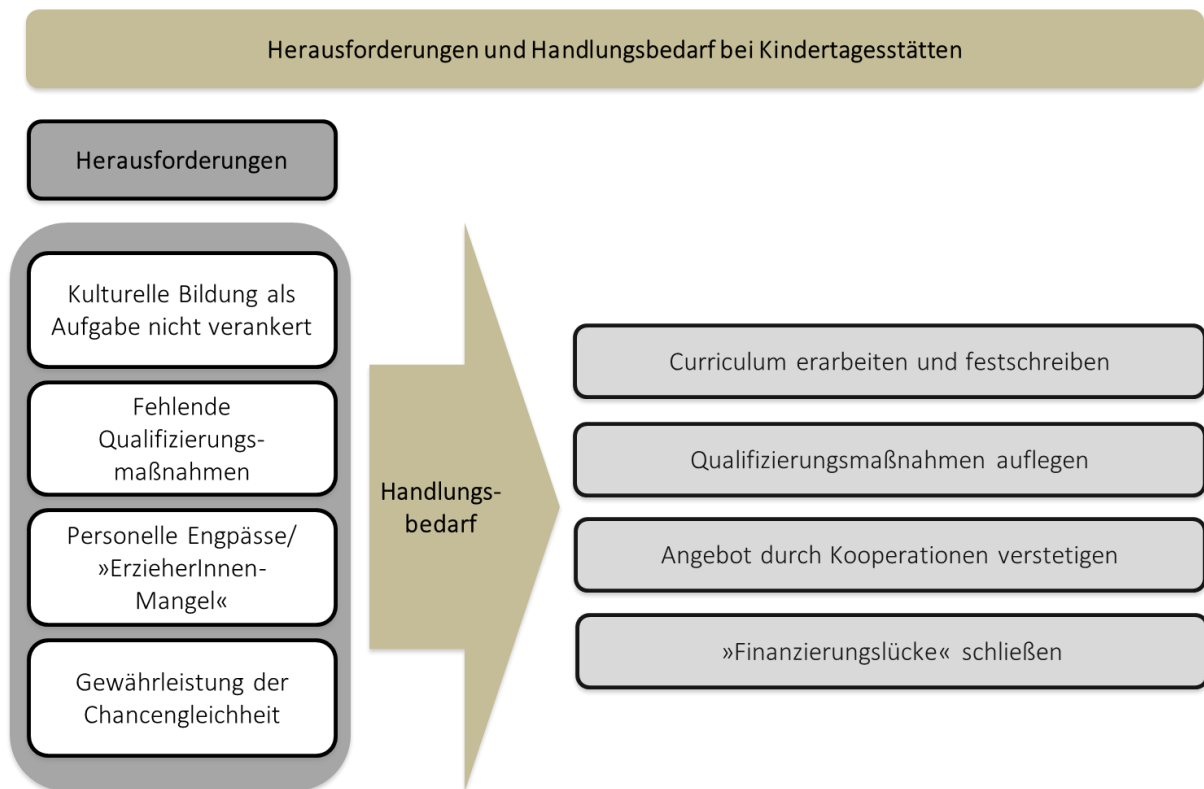 Herausforderungen und Handlungsbedarf bei Kindertagesstätten
Herausforderungen
Kulturelle Bildung als
Aufgabe nicht verankert
Fehlende
Qualifizierungs-
maßnahmen
Personelle Engpässe/
»ErzieherInnen-
Mangel«
Gewährleistung der
Chancengleichheit
Handlungs-
bedarf
Curriculum erarbeiten und festschreiben
Qualifizierungsmaßnahmen auflegen
Angebot durch Kooperationen verstetigen
»Finanzierungslücke« schließen